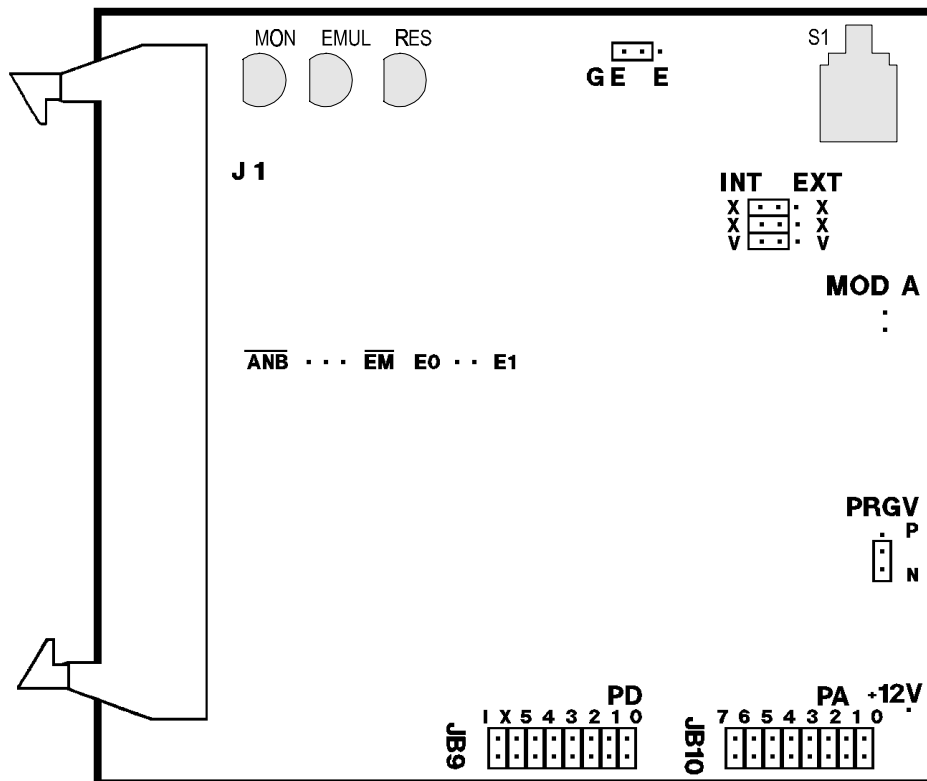 MON EMUL RES
S1
GE E
J1
INT EXT
X X
X X
V V
MOD A
ANB EM E0 E1
PRGV
P
N
PD
I X 5 4 3 2 1 0
JB9
PA +12V
7 6 5 4 3 2 1 0
JB10